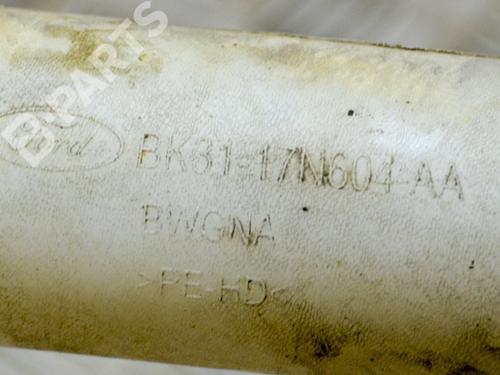 B-PARTS
Ford BK31-17N604-AA
BWGNA
>PE-HD<